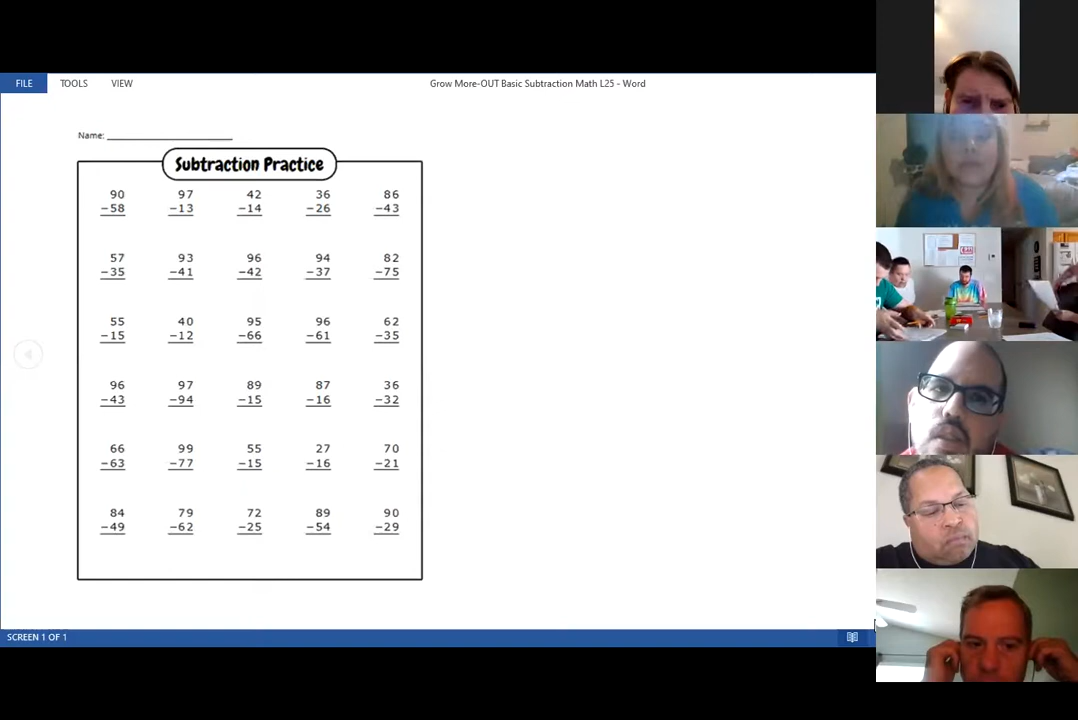 FILE TOOLS VIEW Grow More-OUT Basic Subtraction Math L25 - Word
Name: ____________________
Subtraction Practice
90 97 42 36 86
-58 -13 -14 -26 -43
57 93 96 94 82
-35 -41 -42 -37 -75
55 40 95 96 62
-15 -12 -66 -61 -35
96 97 89 87 36
-43 -94 -15 -16 -32
66 99 55 27 70
-63 -77 -15 -16 -21
84 79 72 89 90
-49 -62 -25 -54 -29
SCREEN 1 OF 1